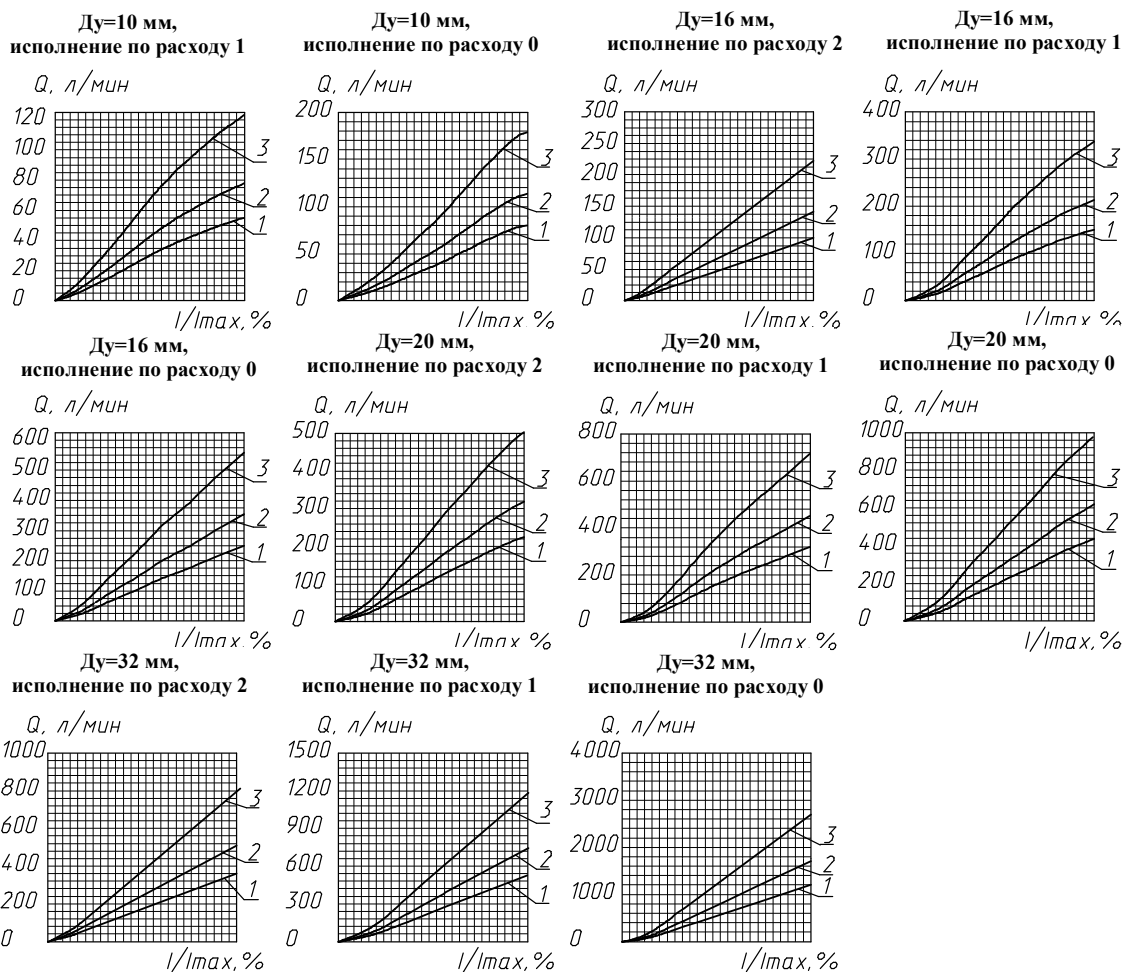 Ду=10 мм,
исполнение по расходу 1
Q, л/мин
120
100
80
60
40
20
0
3
2
1
I/Imax, %
Ду=10 мм,
исполнение по расходу 0
Q, л/мин
200
150
100
50
0
3
2
1
I/Imax, %
Ду=16 мм,
исполнение по расходу 2
Q, л/мин
300
250
200
150
100
50
0
3
2
1
I/Imax, %
Ду=16 мм,
исполнение по расходу 1
Q, л/мин
400
300
200
100
0
3
2
1
I/Imax, %
Ду=16 мм,
исполнение по расходу 0
Q, л/мин
600
500
400
300
200
100
0
3
2
1
I/Imax, %
Ду=20 мм,
исполнение по расходу 2
Q, л/мин
500
400
300
200
100
0
3
2
1
I/Imax, %
Ду=20 мм,
исполнение по расходу 1
Q, л/мин
800
600
400
200
0
3
2
1
I/Imax, %
Ду=20 мм,
исполнение по расходу 0
Q, л/мин
1000
800
600
400
200
0
3
2
1
I/Imax, %
Ду=32 мм,
исполнение по расходу 2
Q, л/мин
1000
800
600
400
200
0
3
2
1
I/Imax, %
Ду=32 мм,
исполнение по расходу 1
Q, л/мин
1500
1200
900
600
300
0
3
2
1
I/Imax, %
Ду=32 мм,
исполнение по расходу 0
Q, л/мин
4000
3000
2000
1000
0
3
2
1
I/Imax, %